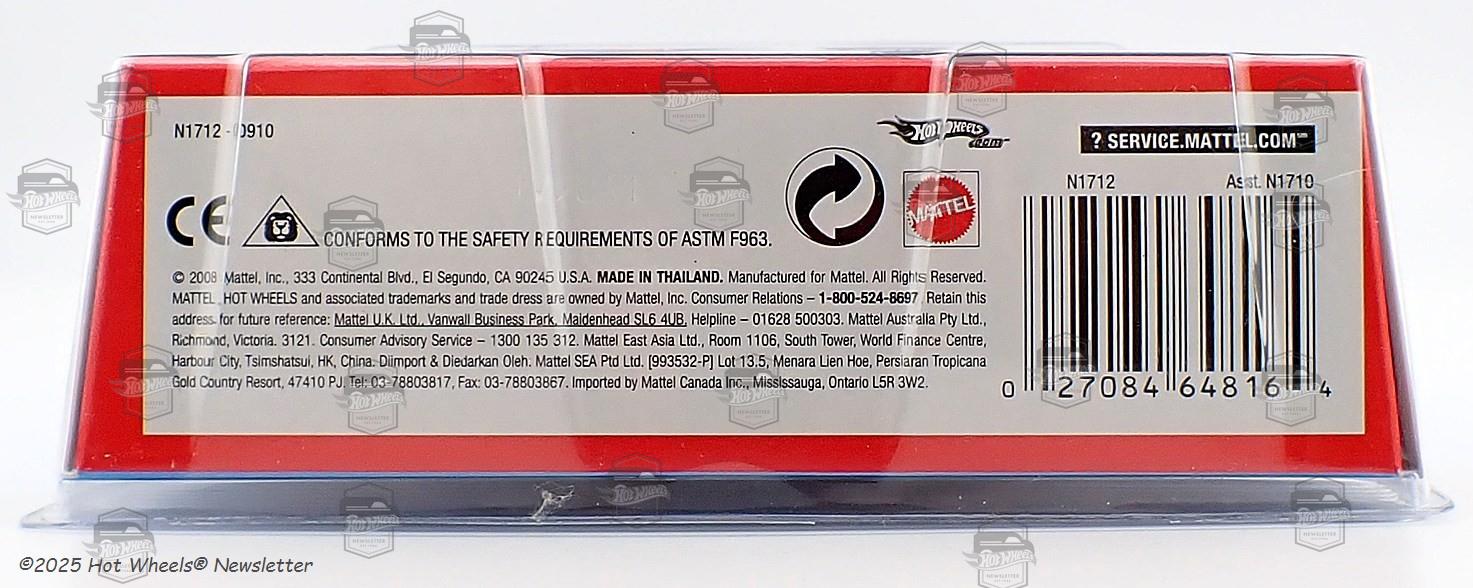 N1712 - 0910
HOT WHEELS
.com
? SERVICE.MATTEL.COM℠
N1712 Asst. N1710
CE
MATTEL
CONFORMS TO THE SAFETY REQUIREMENTS OF ASTM F963.
© 2008 Mattel, Inc., 333 Continental Blvd., El Segundo, CA 90245 U.S.A. MADE IN THAILAND. Manufactured for Mattel. All Rights Reserved.
MATTEL, HOT WHEELS and associated trademarks and trade dress are owned by Mattel, Inc. Consumer Relations – 1-800-524-8697. Retain this
address for future reference: Mattel U.K. Ltd., Vanwall Business Park, Maidenhead SL6 4UB. Helpline – 01628 500303. Mattel Australia Pty Ltd.,
Richmond, Victoria. 3121. Consumer Advisory Service – 1300 135 312. Mattel East Asia Ltd., Room 1106, South Tower, World Finance Centre,
Harbour City, Tsimshatsui, HK, China. Diimport & Diedarkan Oleh: Mattel SEA Ptd Ltd. [993532-P] Lot 13.5, Menara Lien Hoe, Persiaran Tropicana
Gold Country Resort, 47410 PJ. Tel: 03-78803817, Fax: 03-78803867. Imported by Mattel Canada Inc., Mississauga, Ontario L5R 3W2.
0 27084 64816 4
©2025 Hot Wheels® Newsletter